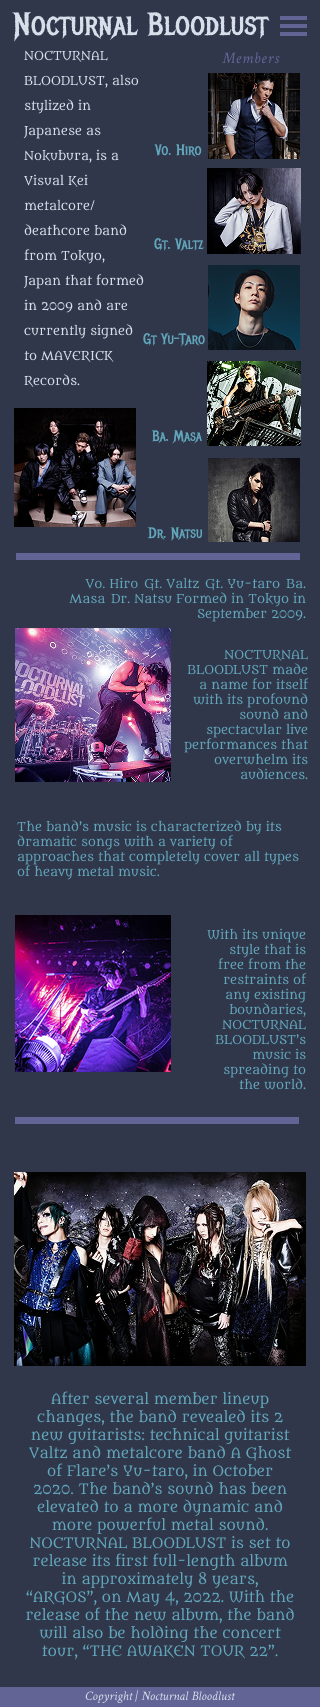 Nocturnal Bloodlust
NOCTURNAL
BLOODLUST, also
stylized in
Japanese as
Nokubura, is a
Visual Kei
metalcore/
deathcore band
from Tokyo,
Japan that formed
in 2009 and are
currently signed
to MAVERICK
Records.
Members
Vo. Hiro
Gt. Valtz
Gt Yu-Taro
Ba. Masa
Dr. Natsu
Vo. Hiro Gt. Valtz Gt. Yu-taro Ba.
Masa Dr. Natsu Formed in Tokyo in
September 2009.
NOCTURNAL
BLOODLUST
NOCTURNAL
BLOODLUST made
a name for itself
with its profound
sound and
spectacular live
performances that
overwhelm its
audiences.
The band's music is characterized by its
dramatic songs with a variety of
approaches that completely cover all types
of heavy metal music.
With its unique
style that is
free from the
restraints of
any existing
boundaries,
NOCTURNAL
BLOODLUST's
music is
spreading to
the world.
After several member lineup
changes, the band revealed its 2
new guitarists: technical guitarist
Valtz and metalcore band A Ghost
of Flare's Yu-taro, in October
2020. The band's sound has been
elevated to a more dynamic and
more powerful metal sound.
NOCTURNAL BLOODLUST is set to
release its first full-length album
in approximately 8 years,
“ARGOS”, on May 4, 2022. With the
release of the new album, the band
will also be holding the concert
tour, “THE AWAKEN TOUR 22”.
Copyright | Nocturnal Bloodlust